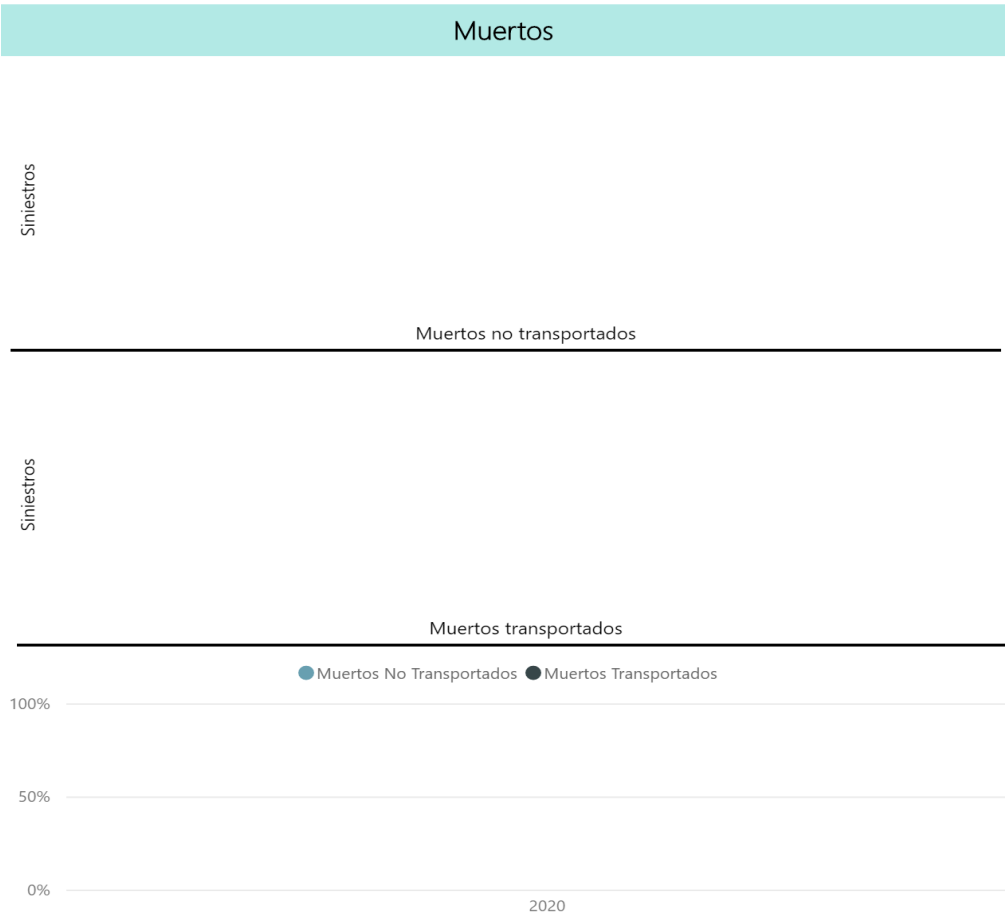 Muertos
Siniestros
Muertos no transportados
Siniestros
Muertos transportados
Muertos No Transportados Muertos Transportados
100%
50%
0%
2020